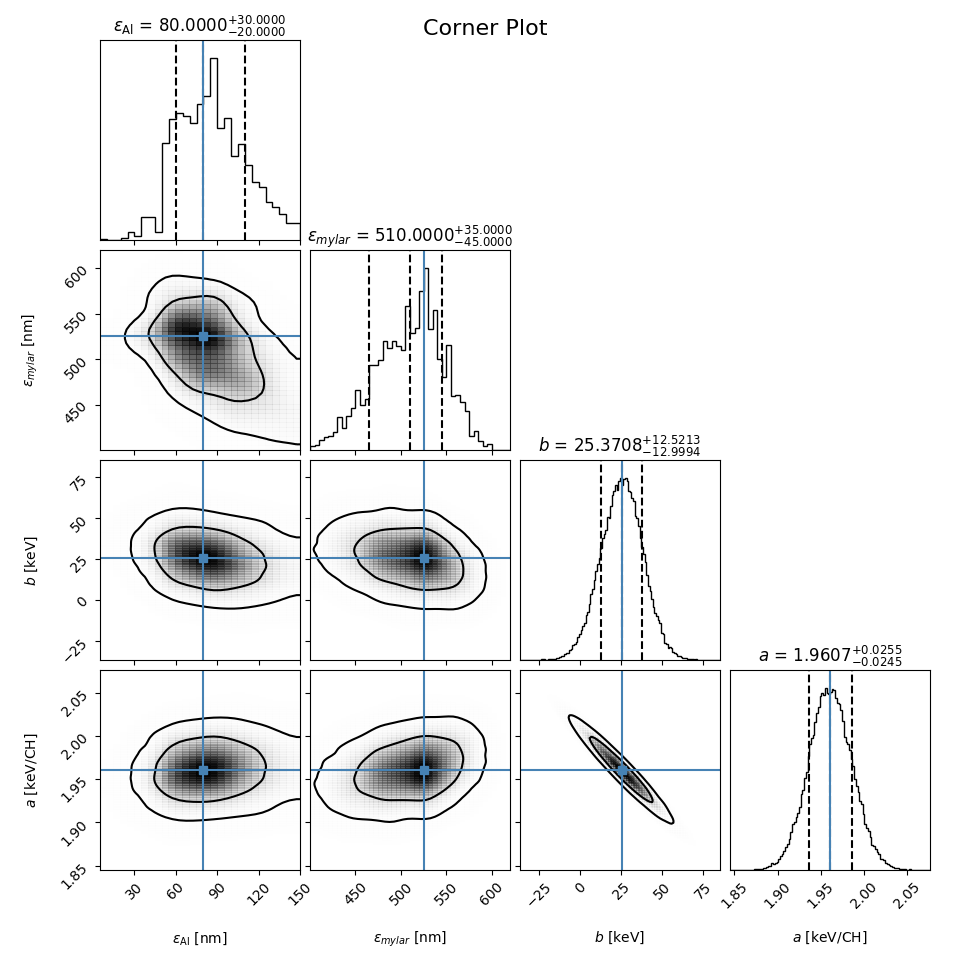 Corner Plot
ε_Al = 80.0000^{+30.0000}_{−20.0000}
ε_mylar = 510.0000^{+35.0000}_{−45.0000}
600
550
500
450
ε_mylar [nm]
b = 25.3708^{+12.5213}_{−12.9994}
75
50
25
0
−25
b [keV]
a = 1.9607^{+0.0255}_{−0.0245}
2.05
2.00
1.95
1.90
1.85
a [keV/CH]
30 60 90 120 150
450 500 550 600
−25 0 25 50 75
1.85 1.90 1.95 2.00 2.05
ε_Al [nm]
ε_mylar [nm]
b [keV]
a [keV/CH]